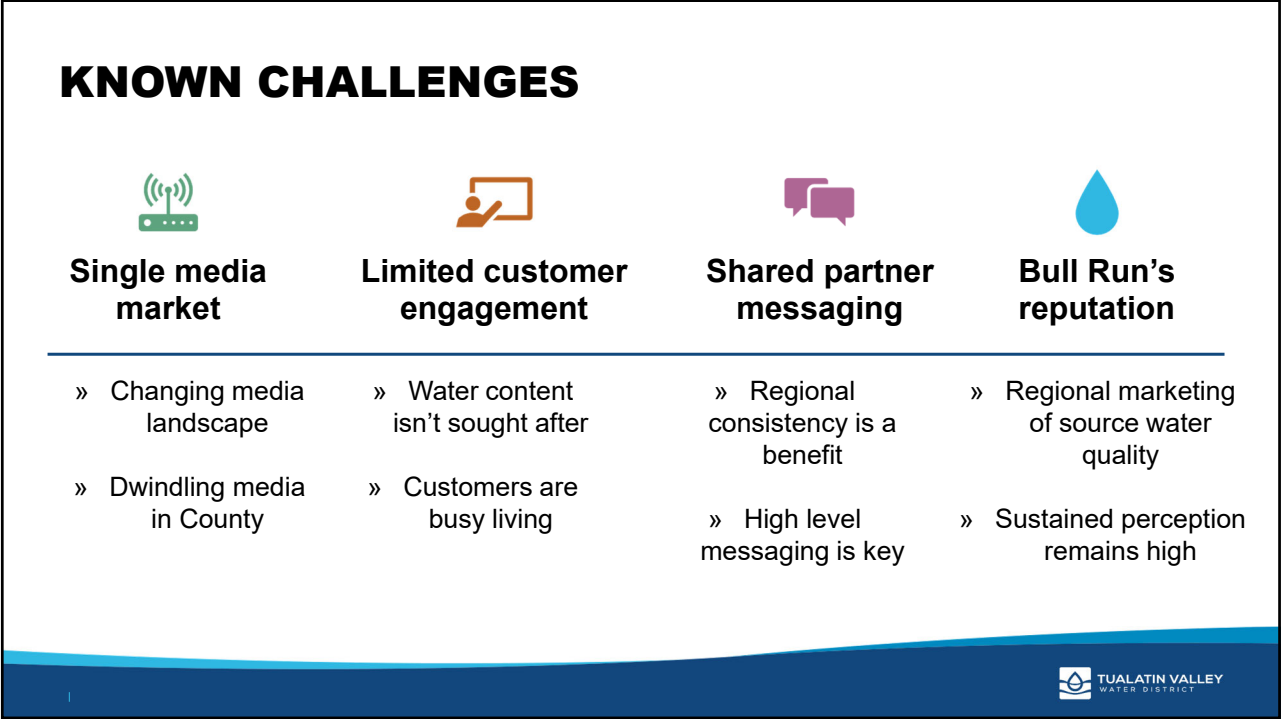 KNOWN CHALLENGES
Single media
market
Limited customer
engagement
Shared partner
messaging
Bull Run’s
reputation
» Changing media
landscape
» Dwindling media
in County
» Water content
isn’t sought after
» Customers are
busy living
» Regional
consistency is a
benefit
» High level
messaging is key
» Regional marketing
of source water
quality
» Sustained perception
remains high
|
TUALATIN VALLEY
WATER DISTRICT